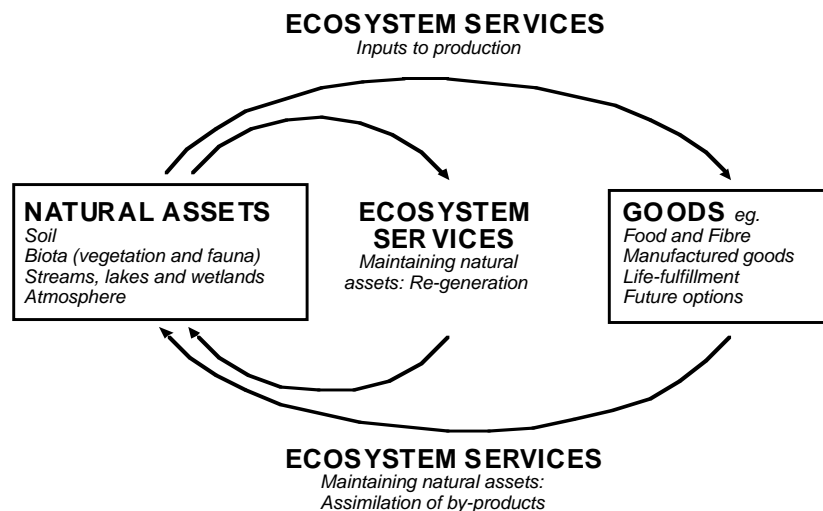 ECOSYSTEM SERVICES
Inputs to production
NATURAL ASSETS
Soil
Biota (vegetation and fauna)
Streams, lakes and wetlands
Atmosphere
ECOSYSTEM
SERVICES
Maintaining natural
assets: Re-generation
GOODS eg.
Food and Fibre
Manufactured goods
Life-fulfillment
Future options
ECOSYSTEM SERVICES
Maintaining natural assets:
Assimilation of by-products